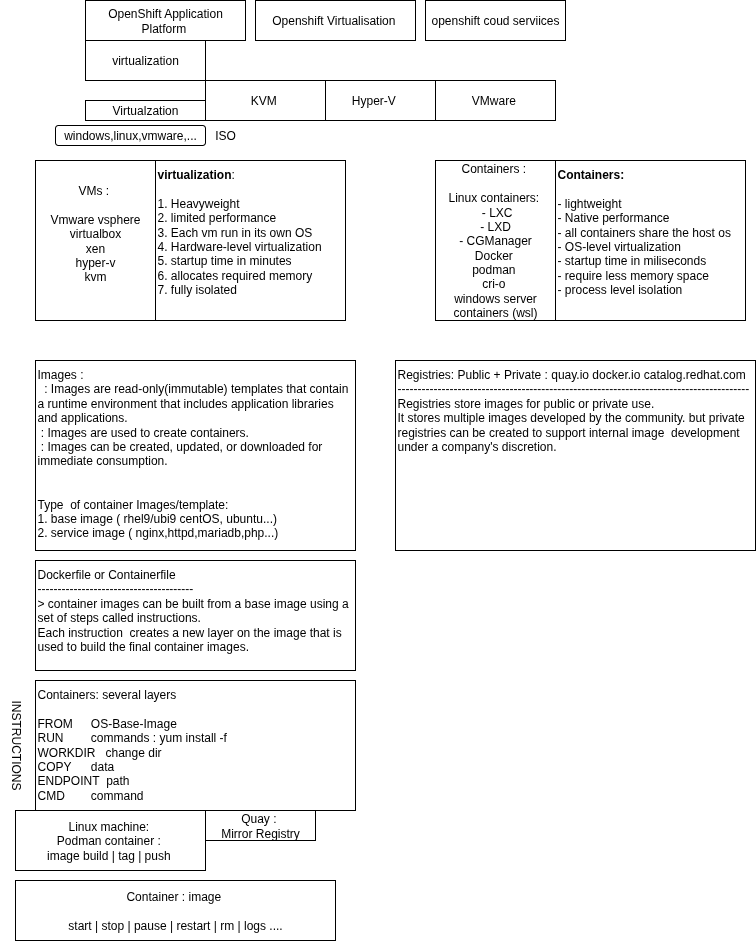 OpenShift Application
Platform
Openshift Virtualisation
openshift coud serviices
virtualization
Virtualzation
KVM
Hyper-V
VMware
windows,linux,vmware,...
ISO
VMs :
Vmware vsphere
virtualbox
xen
hyper-v
kvm
virtualization:
1. Heavyweight
2. limited performance
3. Each vm run in its own OS
4. Hardware-level virtualization
5. startup time in minutes
6. allocates required memory
7. fully isolated
Containers :
Linux containers:
- LXC
- LXD
- CGManager
Docker
podman
cri-o
windows server
containers (wsl)
Containers:
- lightweight
- Native performance
- all containers share the host os
- OS-level virtualization
- startup time in miliseconds
- require less memory space
- process level isolation
Images :
: Images are read-only(immutable) templates that contain
a runtime environment that includes application libraries
and applications.
: Images are used to create containers.
: Images can be created, updated, or downloaded for
immediate consumption.
Type of container Images/template:
1. base image ( rhel9/ubi9 centOS, ubuntu...)
2. service image ( nginx,httpd,mariadb,php...)
Registries: Public + Private : quay.io docker.io catalog.redhat.com
----------------------------------------------------------------------------------------
Registries store images for public or private use.
It stores multiple images developed by the community. but private
registries can be created to support internal image development
under a company's discretion.
Dockerfile or Containerfile
---------------------------------------
> container images can be built from a base image using a
set of steps called instructions.
Each instruction creates a new layer on the image that is
used to build the final container images.
INSTRUCTIONS
Containers: several layers
FROM OS-Base-Image
RUN commands : yum install -f
WORKDIR change dir
COPY data
ENDPOINT path
CMD command
Linux machine:
Podman container :
image build | tag | push
Quay :
Mirror Registry
Container : image
start | stop | pause | restart | rm | logs ....